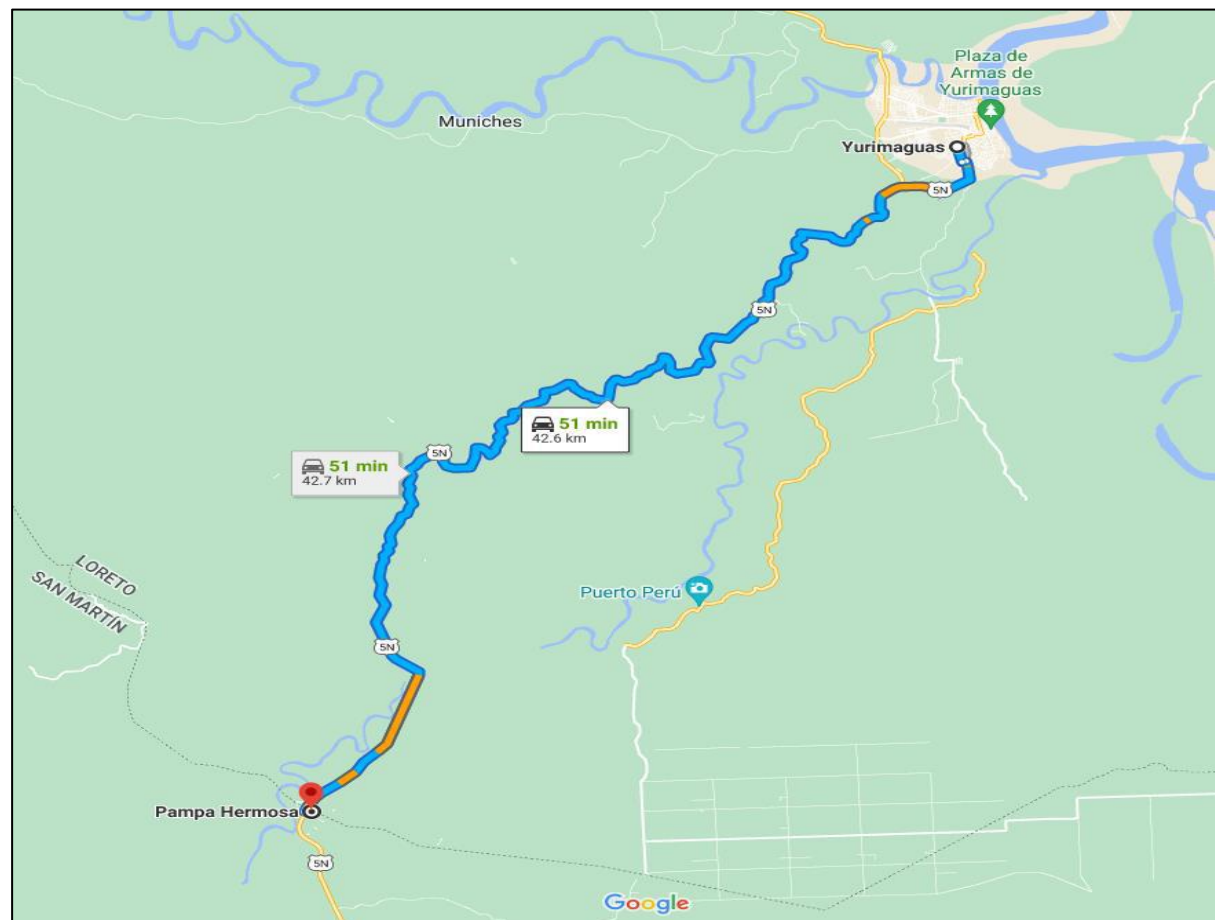 Plaza de
Armas de
Yurimaguas
Muniches
Yurimaguas
5N
5N
51 min
42.6 km
5N
51 min
42.7 km
LORETO
SAN MARTÍN
Puerto Perú
5N
Pampa Hermosa
5N
Google